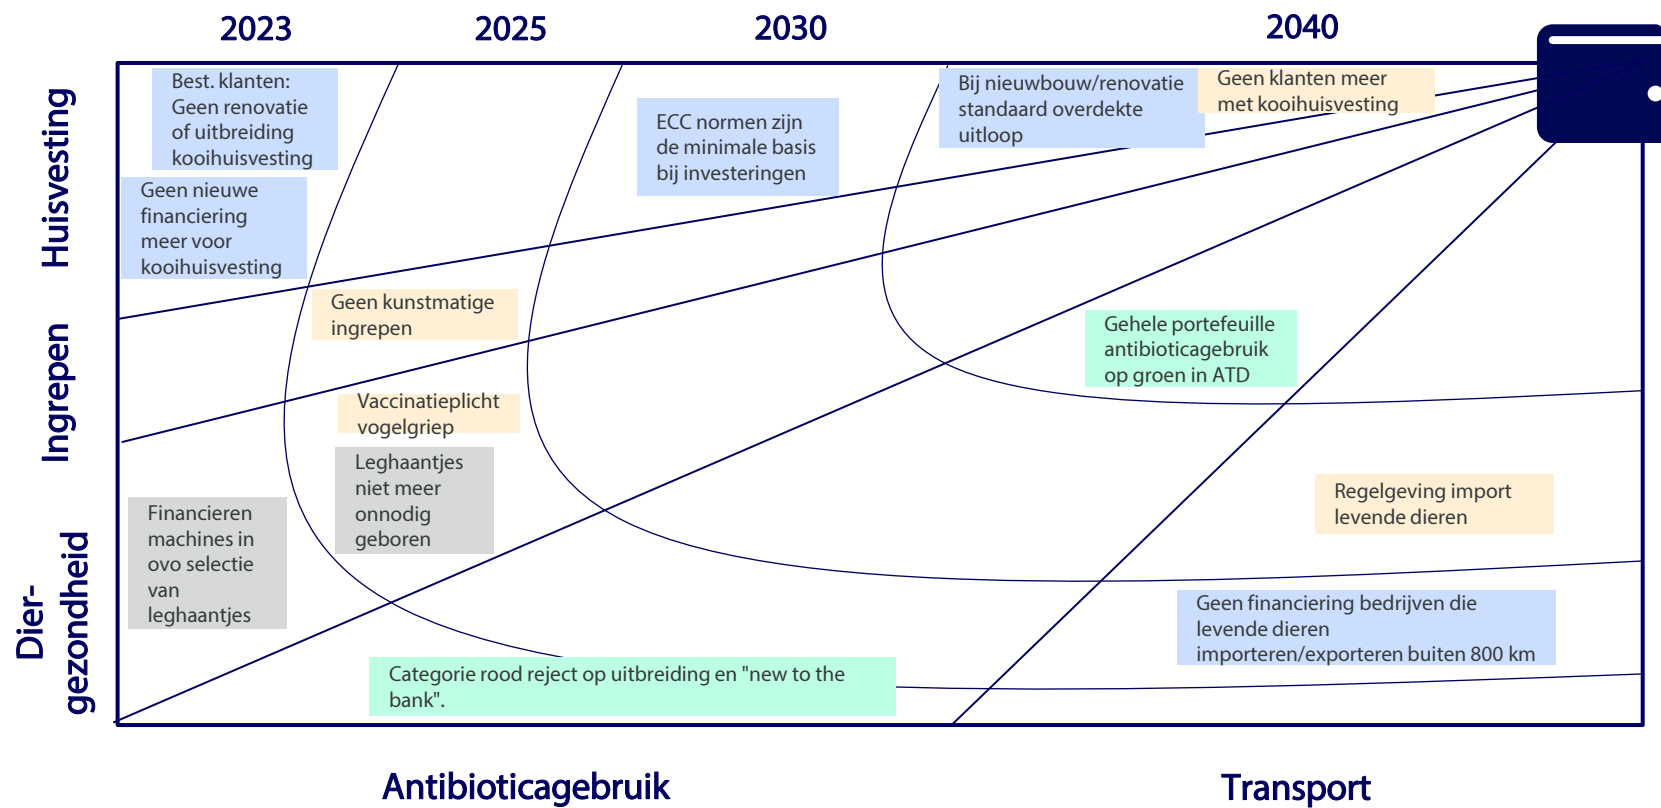 2023
2025
2030
2040
Huisvesting
Best. klanten:
Geen renovatie
of uitbreiding
kooihuisvesting
Geen nieuwe
financiering
meer voor
kooihuisvesting
ECC normen zijn
de minimale basis
bij investeringen
Bij nieuwbouw/renovatie
standaard overdekte
uitloop
Geen klanten meer
met kooihuisvesting
Ingrepen
Geen kunstmatige
ingrepen
Gehele portefeuille
antibioticagebruik
op groen in ATD
Dier-
gezondheid
Vaccinatieplicht
vogelgriep
Leghaantjes
niet meer
onnodig
geboren
Financieren
machines in
ovo selectie
van
leghaantjes
Regelgeving import
levende dieren
Geen financiering bedrijven die
levende dieren
importeren/exporteren buiten 800 km
Categorie rood reject op uitbreiding en "new to the
bank".
Antibioticagebruik
Transport